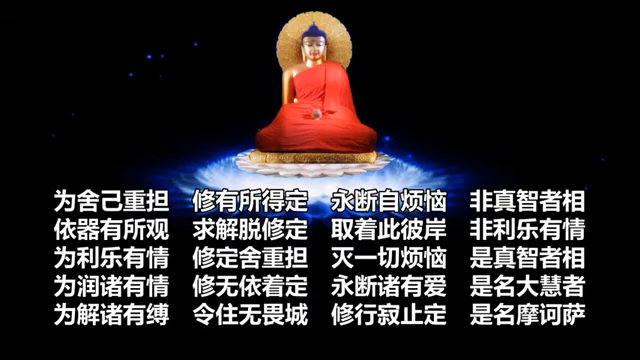 为舍己重担 修有所得定 永断自烦恼 非真智者相
依器有所观 求解脱修定 取着此彼岸 非利乐有情
为利乐有情 修定舍重担 灭一切烦恼 是真智者相
为润诸有情 修无依着定 永断诸有爱 是名大慧者
为解诸有缚 令住无畏城 修行寂止定 是名摩诃萨